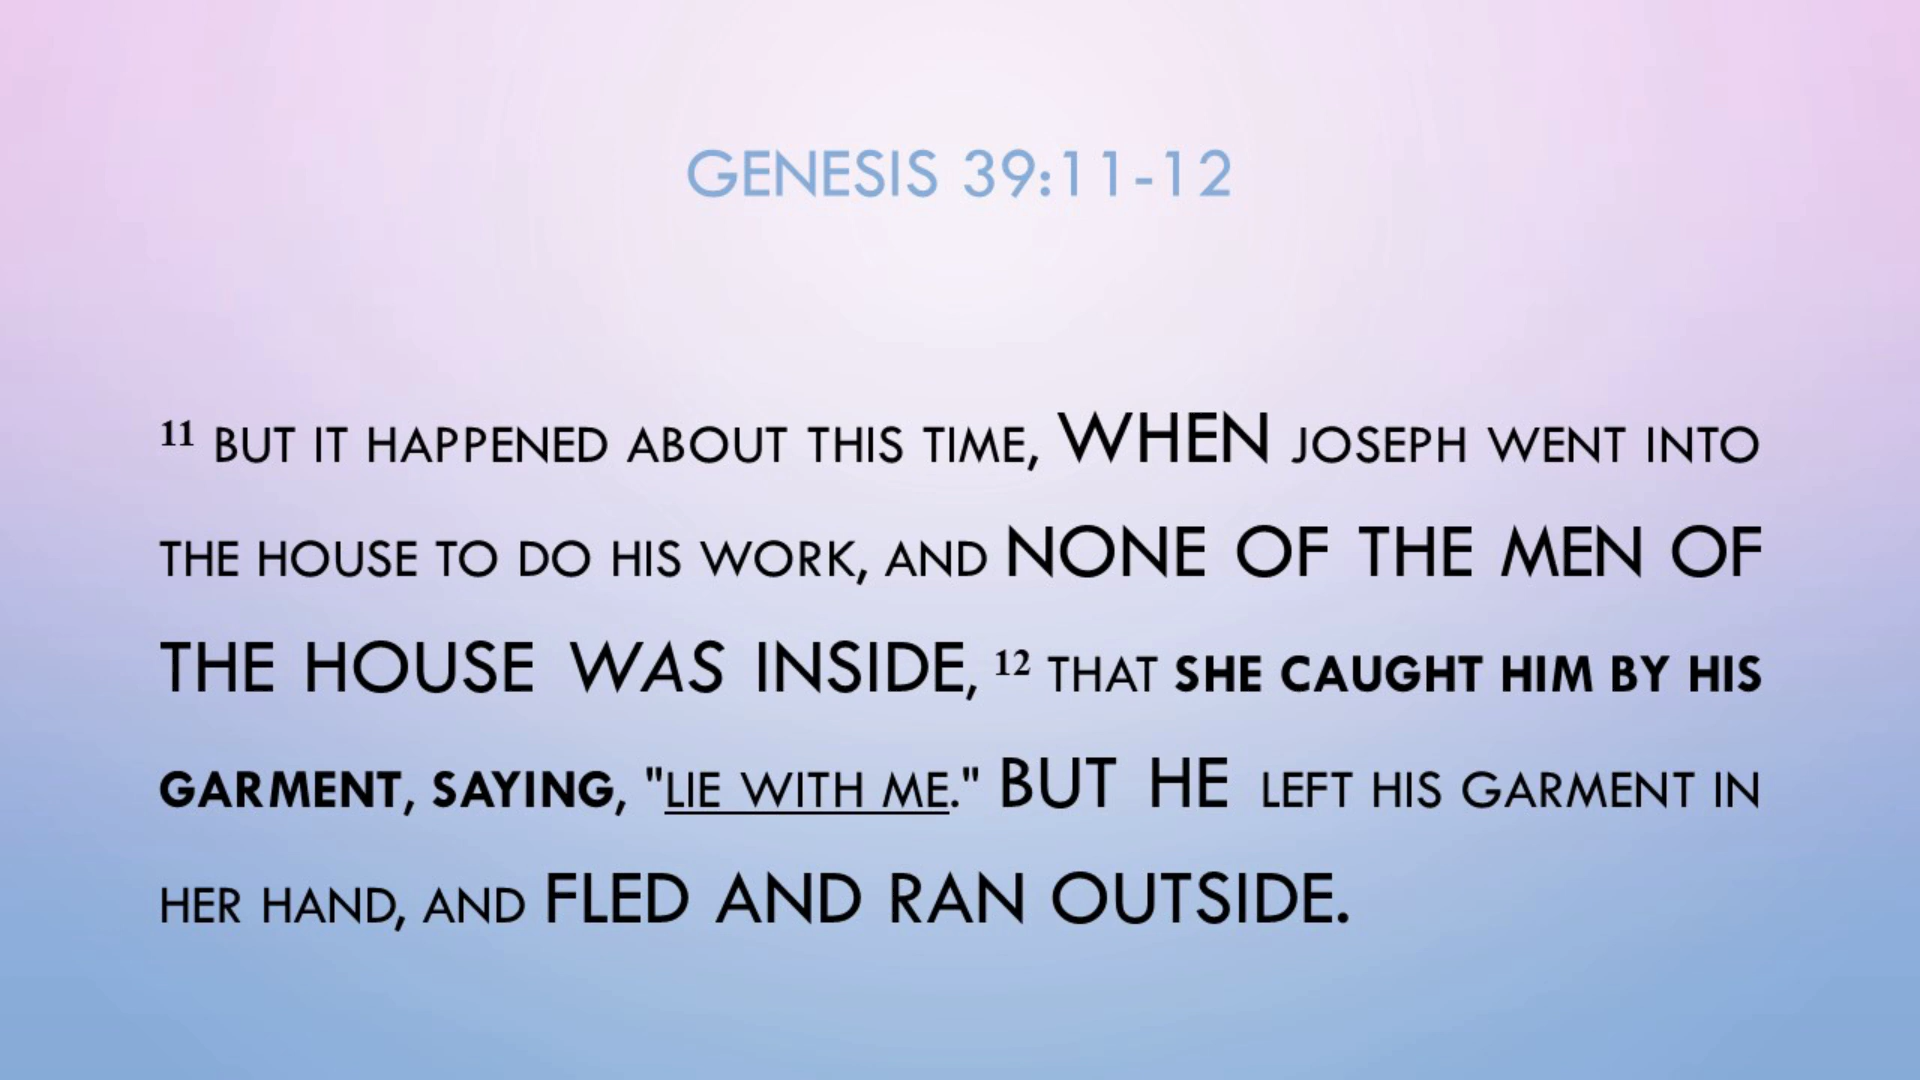 GENESIS 39:11-12
11 BUT IT HAPPENED ABOUT THIS TIME, WHEN JOSEPH WENT INTO
THE HOUSE TO DO HIS WORK, AND NONE OF THE MEN OF
THE HOUSE WAS INSIDE, 12 THAT SHE CAUGHT HIM BY HIS
GARMENT, SAYING, "LIE WITH ME." BUT HE LEFT HIS GARMENT IN
HER HAND, AND FLED AND RAN OUTSIDE.